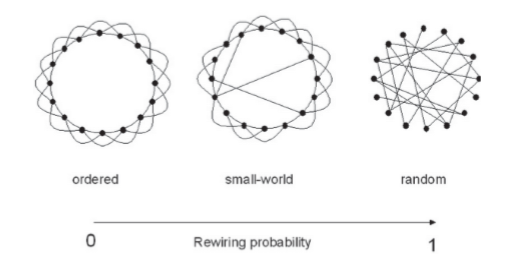 ordered small-world random
0 Rewiring probability 1